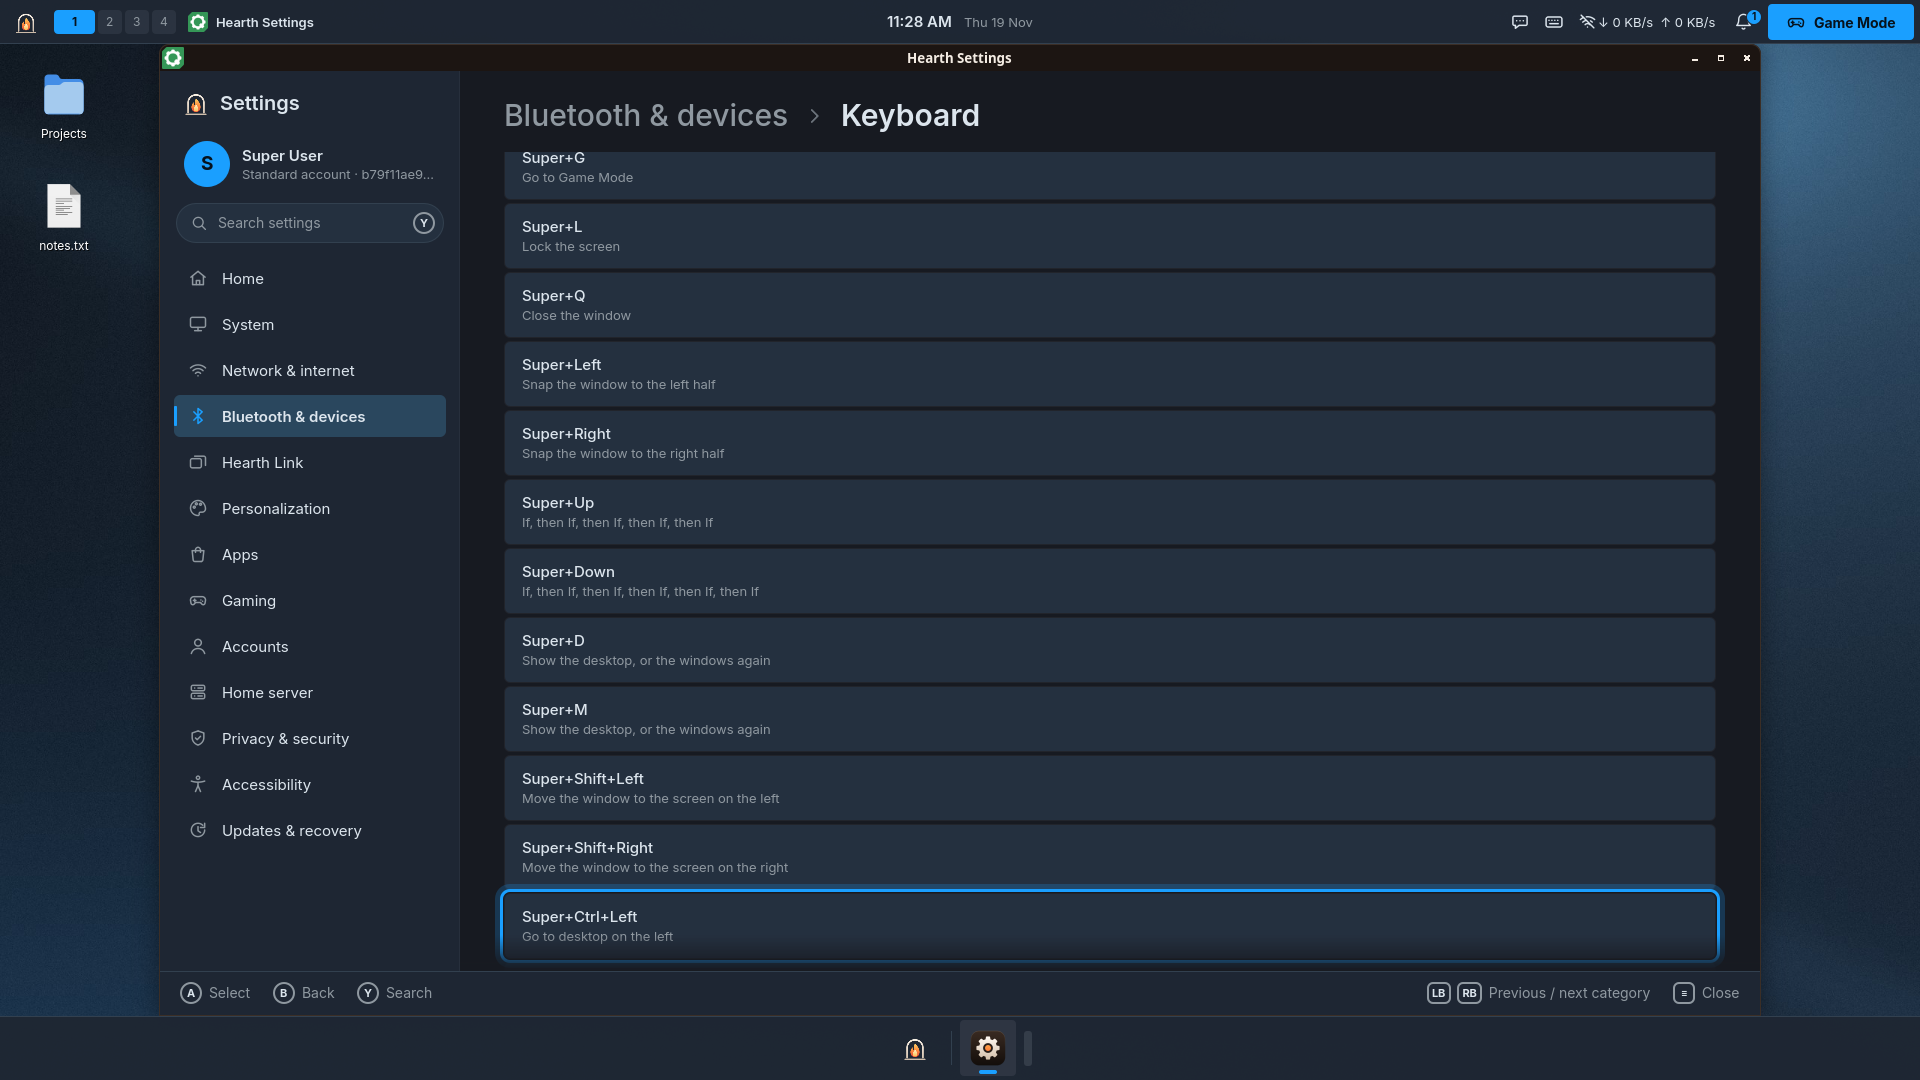 1 2 3 4 Hearth Settings
11:28 AM Thu 19 Nov
↓ 0 KB/s ↑ 0 KB/s
1
Game Mode
Projects
notes.txt
Hearth Settings
Settings
S
Super User
Standard account · b79f11ae9...
Search settings
Y
Home
System
Network & internet
Bluetooth & devices
Hearth Link
Personalization
Apps
Gaming
Accounts
Home server
Privacy & security
Accessibility
Updates & recovery
Bluetooth & devices > Keyboard
Super+G
Go to Game Mode
Super+L
Lock the screen
Super+Q
Close the window
Super+Left
Snap the window to the left half
Super+Right
Snap the window to the right half
Super+Up
If, then If, then If, then If, then If
Super+Down
If, then If, then If, then If, then If, then If
Super+D
Show the desktop, or the windows again
Super+M
Show the desktop, or the windows again
Super+Shift+Left
Move the window to the screen on the left
Super+Shift+Right
Move the window to the screen on the right
Super+Ctrl+Left
Go to desktop on the left
A Select B Back Y Search
LB RB Previous / next category ≡ Close